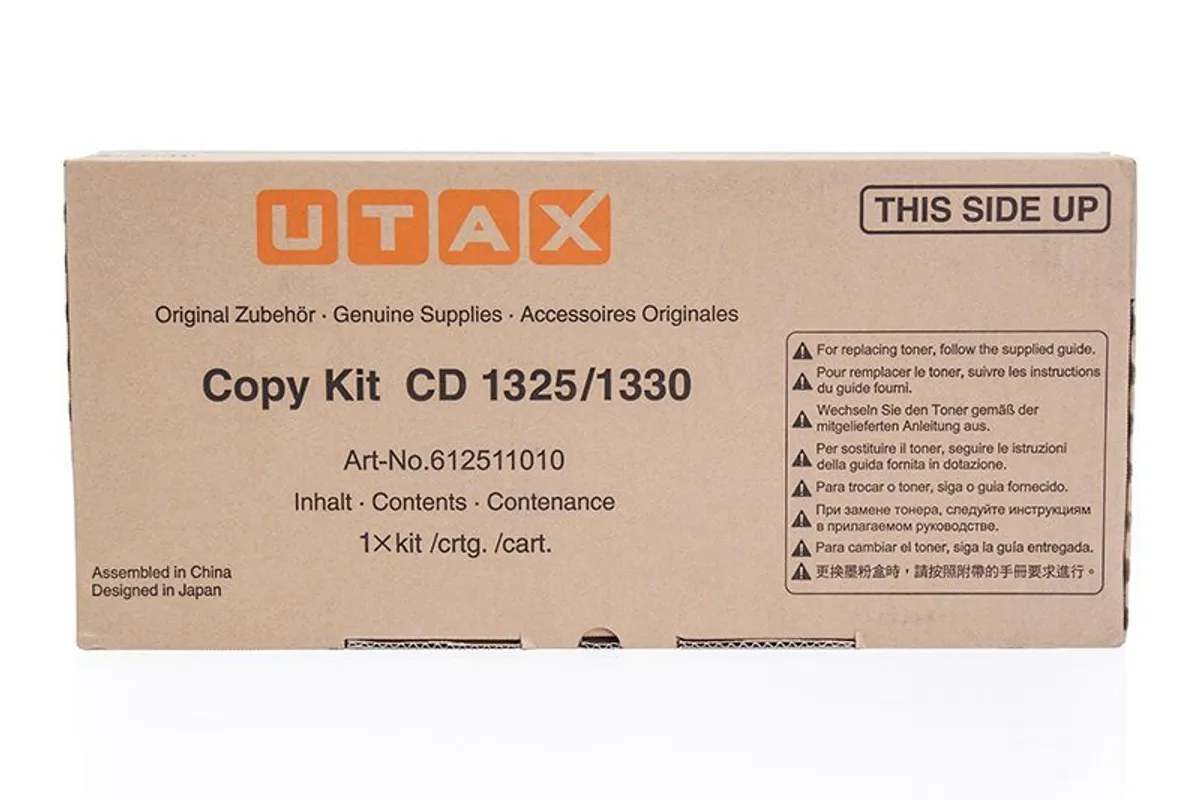 UTAX
THIS SIDE UP
Original Zubehör · Genuine Supplies · Accessoires Originales
Copy Kit CD 1325/1330
Art-No.612511010
Inhalt · Contents · Contenance
1×kit /crtg. /cart.
Assembled in China
Designed in Japan
For replacing toner, follow the supplied guide.
Pour remplacer le toner, suivre les instructions
du guide fourni.
Wechseln Sie den Toner gemäß der
mitgelieferten Anleitung aus.
Per sostituire il toner, seguire le istruzioni
della guida fornita in dotazione.
Para trocar o toner, siga o guia fornecido.
При замене тонера, следуйте инструкциям
в прилагаемом руководстве.
Para cambiar el toner, siga la guía entregada.
更換墨粉盒時，請按照附帶的手冊要求進行。